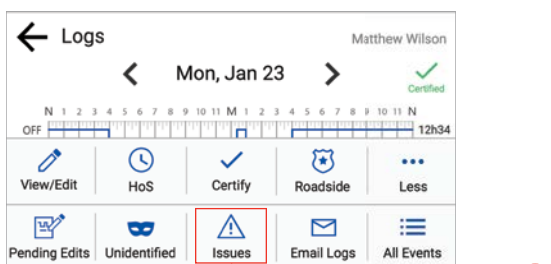 Logs
Matthew Wilson
Mon, Jan 23
Certified
N 1 2 3 4 5 6 7 8 9 10 11 M 1 2 3 4 5 6 7 8 9 10 11 N
OFF 12h34
View/Edit HoS Certify Roadside Less
Pending Edits Unidentified Issues Email Logs All Events